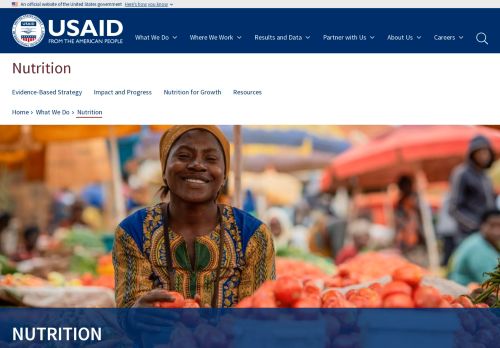 An official website of the United States government Here's how you know
USAID
FROM THE AMERICAN PEOPLE
What We Do Where We Work Results and Data Partner with Us About Us Careers
Nutrition
Evidence-Based Strategy Impact and Progress Nutrition for Growth Resources
Home › What We Do › Nutrition
NUTRITION